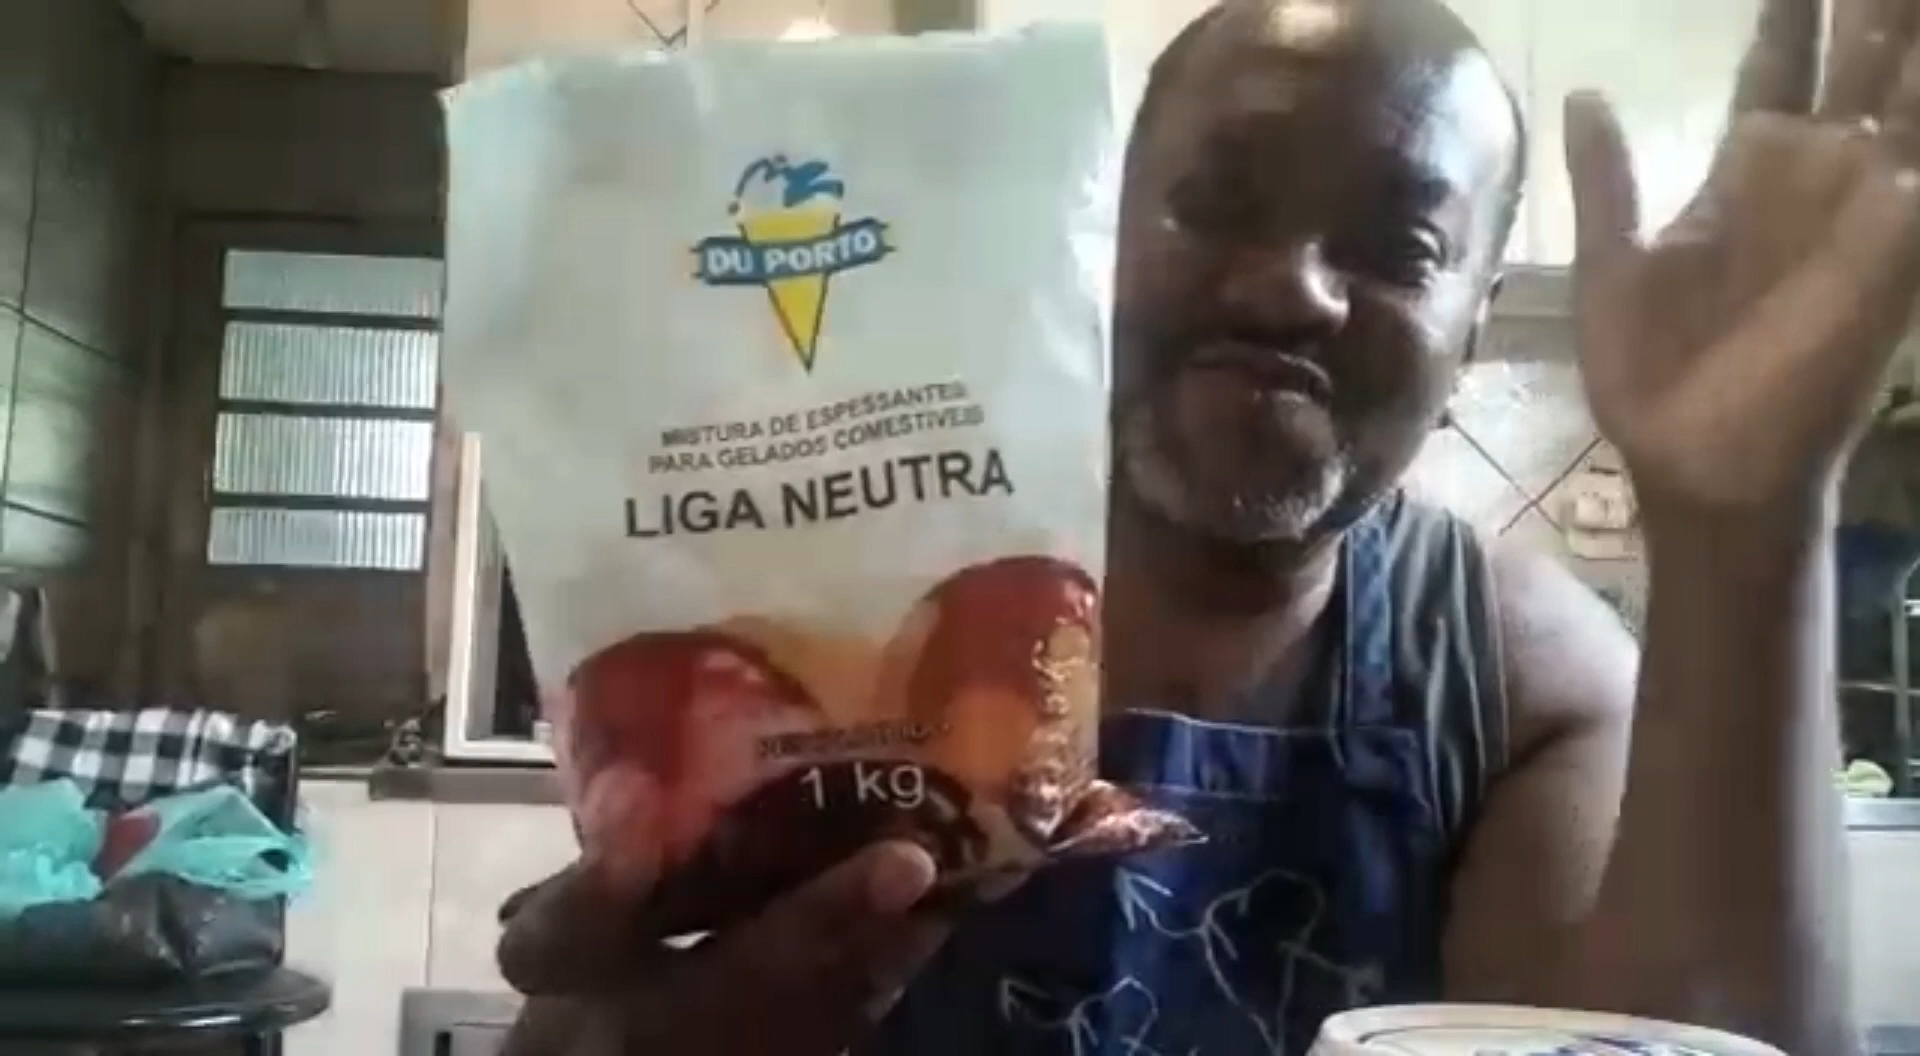 DU PORTO
MISTURA DE ESPESSANTES
PARA GELADOS COMESTÍVEIS
LIGA NEUTRA
1 kg